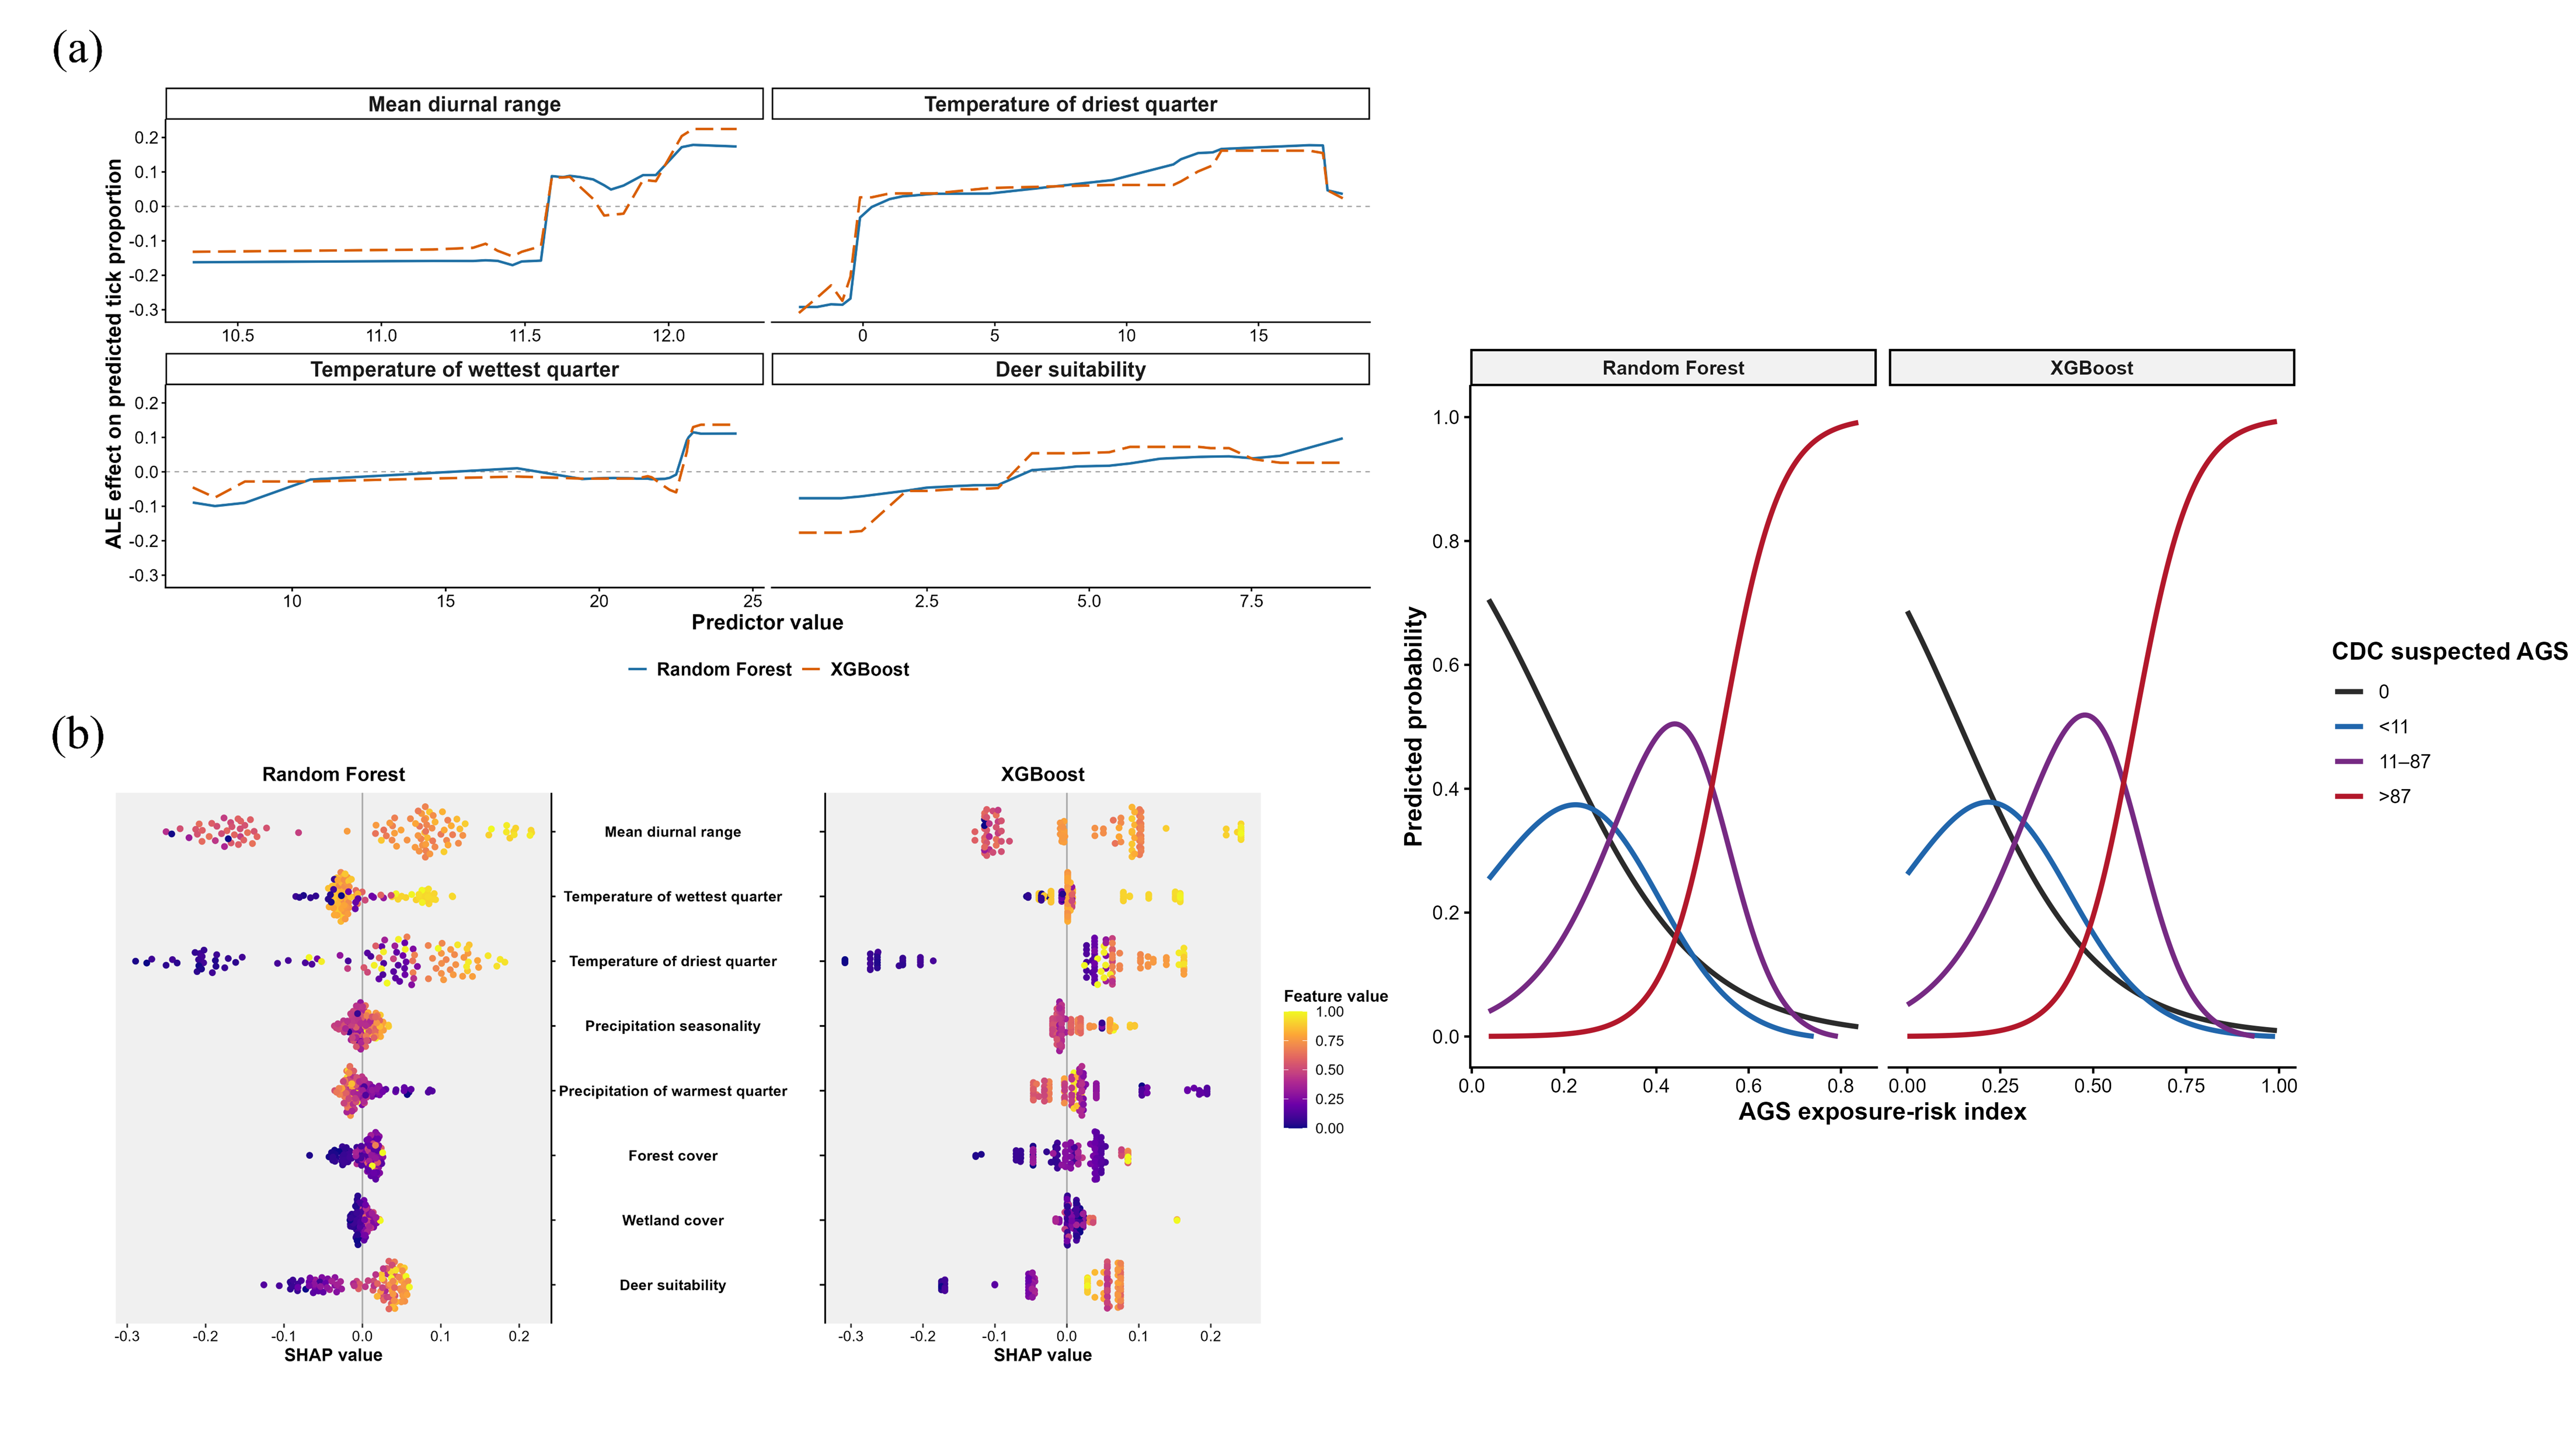 (a)
Mean diurnal range
Temperature of driest quarter
ALE effect on predicted tick proportion
0.2
0.1
0.0
-0.1
-0.2
-0.3
10.5 11.0 11.5 12.0
0 5 10 15
Temperature of wettest quarter
Deer suitability
0.2
0.1
0.0
-0.1
-0.2
-0.3
10 15 20 25
2.5 5.0 7.5
Predictor value
Random Forest XGBoost
(b)
Random Forest
XGBoost
Mean diurnal range
Temperature of wettest quarter
Temperature of driest quarter
Precipitation seasonality
Precipitation of warmest quarter
Forest cover
Wetland cover
Deer suitability
-0.3 -0.2 -0.1 0.0 0.1 0.2
SHAP value
-0.3 -0.2 -0.1 0.0 0.1 0.2
SHAP value
Feature value
1.00
0.75
0.50
0.25
0.00
Random Forest
XGBoost
Predicted probability
1.0
0.8
0.6
0.4
0.2
0.0
0.0 0.2 0.4 0.6 0.8
0.00 0.25 0.50 0.75 1.00
AGS exposure-risk index
CDC suspected AGS
0
<11
11–87
>87